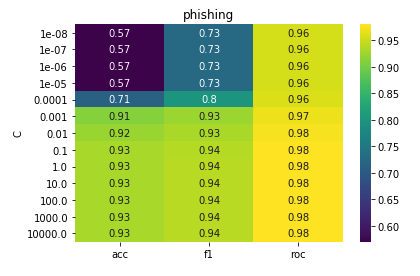 phishing
1e-08 0.57 0.73 0.96
1e-07 0.57 0.73 0.96
1e-06 0.57 0.73 0.96
1e-05 0.57 0.73 0.96
0.0001 0.71 0.8 0.96
0.001 0.91 0.93 0.97
0.01 0.92 0.93 0.98
0.1 0.93 0.94 0.98
1.0 0.93 0.94 0.98
10.0 0.93 0.94 0.98
100.0 0.93 0.94 0.98
1000.0 0.93 0.94 0.98
10000.0 0.93 0.94 0.98
acc f1 roc
C
0.95
0.90
0.85
0.80
0.75
0.70
0.65
0.60